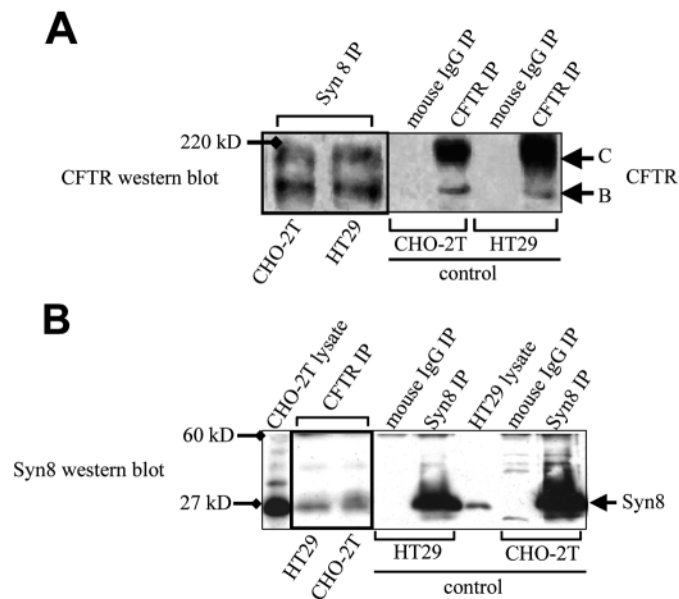 A
Syn 8 IP
mouse IgG IP
CFTR IP
mouse IgG IP
CFTR IP
220 kD
CFTR western blot
C
B
CFTR
CHO-2T
HT29
CHO-2T
HT29
control
B
CHO-2T lysate
CFTR IP
mouse IgG IP
Syn8 IP
HT29 lysate
mouse IgG IP
Syn8 IP
60 kD
Syn8 western blot
27 kD
Syn8
HT29
CHO-2T
HT29
CHO-2T
control